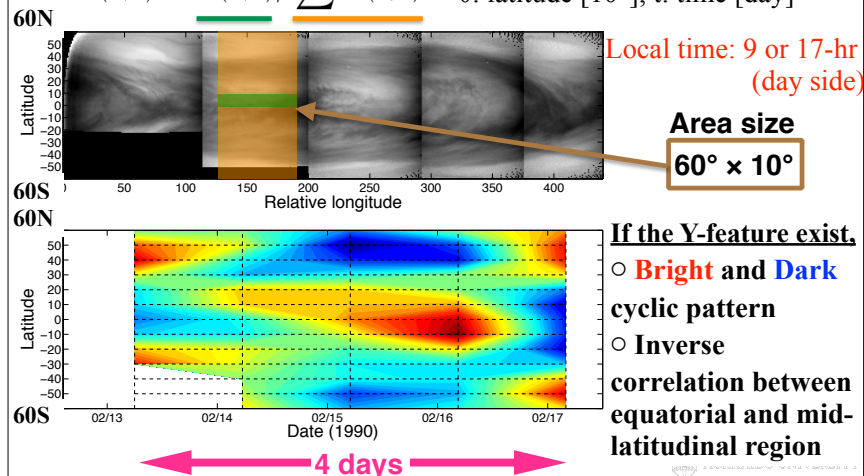 θ: latitude [10°], t: time [day]
60N
Local time: 9 or 17-hr
(day side)
Latitude
50
40
30
20
10
0
−10
−20
−30
−40
−50
60S
50 100 150 200 250 300 350 400
Relative longitude
Area size
60° × 10°
60N
Latitude
50
40
30
20
10
0
−10
−20
−30
−40
−50
60S
02/13 02/14 02/15 02/16 02/17
Date (1990)
4 days
If the Y-feature exist,
○ Bright and Dark
cyclic pattern
○ Inverse
correlation between
equatorial and mid-
latitudinal region